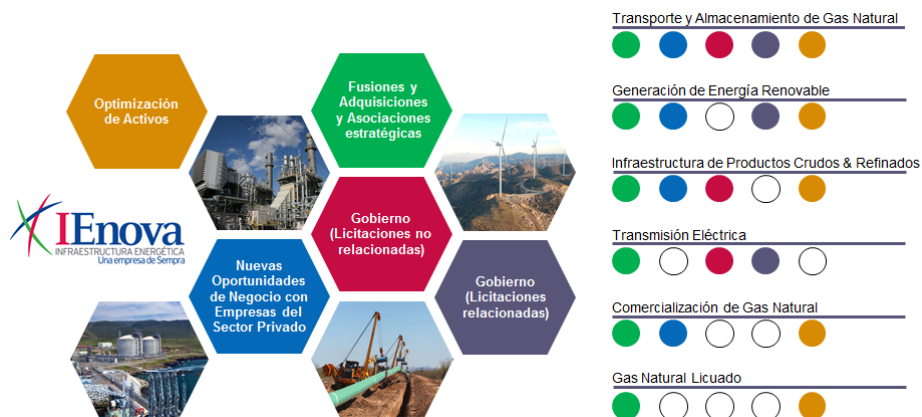 Optimización
de Activos
Fusiones y
Adquisiciones
y Asociaciones
estratégicas
IEnova
INFRAESTRUCTURA ENERGÉTICA
Una empresa de Sempra
Gobierno
(Licitaciones no
relacionadas)
Nuevas
Oportunidades
de Negocio con
Empresas del
Sector Privado
Gobierno
(Licitaciones
relacionadas)
Transporte y Almacenamiento de Gas Natural
Generación de Energía Renovable
Infraestructura de Productos Crudos & Refinados
Transmisión Eléctrica
Comercialización de Gas Natural
Gas Natural Licuado